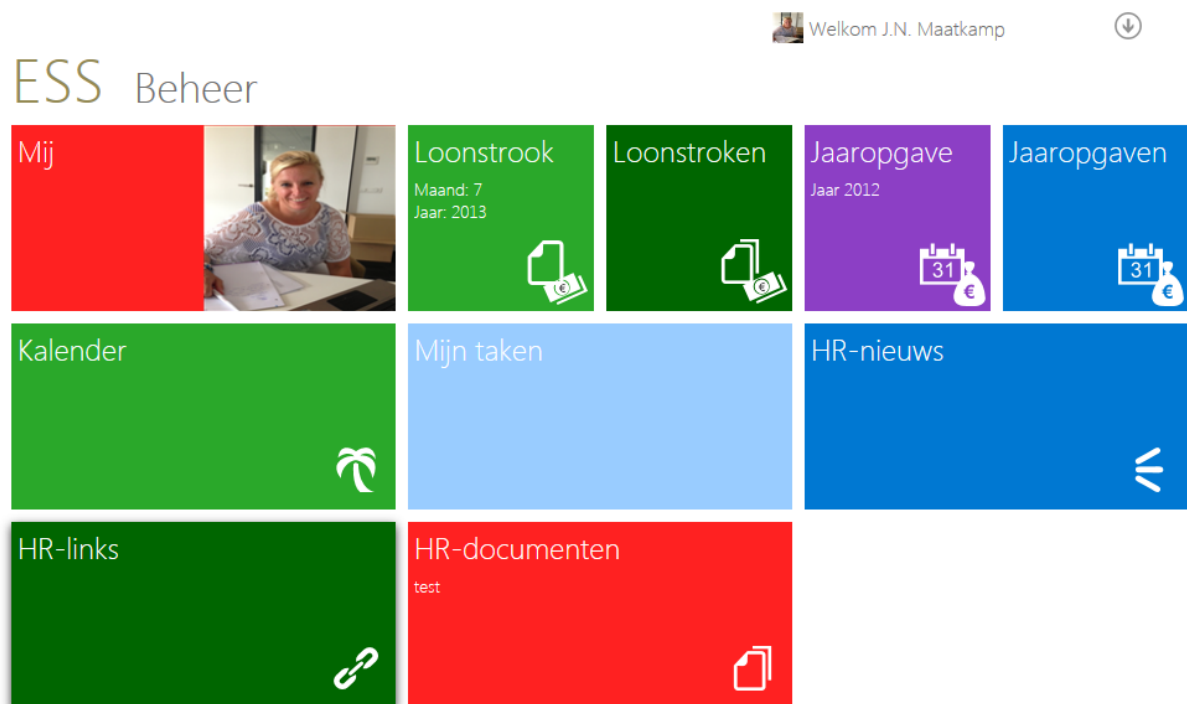 Welkom J.N. Maatkamp
ESS Beheer
Mij
Loonstrook
Maand: 7
Jaar: 2013
Loonstroken
Jaaropgave
Jaar 2012
31
€
Jaaropgaven
31
€
€
€
Kalender
Mijn taken
HR-nieuws
HR-links
HR-documenten
test